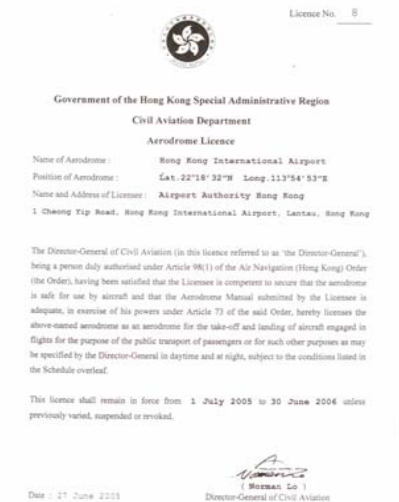 Licence No. 8
Government of the Hong Kong Special Administrative Region
Civil Aviation Department
Aerodrome Licence
Name of Aerodrome : Hong Kong International Airport
Position of Aerodrome : Lat.22°18'32"N Long.113°54'53"E
Name and Address of Licensee : Airport Authority Hong Kong
1 Cheong Yip Road, Hong Kong International Airport, Lantau, Hong Kong
The Director-General of Civil Aviation (in this licence referred to as 'the Director-General'),
being a person duly authorised under Article 98(1) of the Air Navigation (Hong Kong) Order
(the Order), having been satisfied that the Licensee is competent to secure that the aerodrome
is safe for use by aircraft and that the Aerodrome Manual submitted by the Licensee is
adequate, in exercise of his powers under Article 73 of the said Order, hereby licenses the
above-named aerodrome as an aerodrome for the take-off and landing of aircraft engaged in
flights for the purpose of the public transport of passengers or for such other purposes as may
be specified by the Director-General in daytime and at night, subject to the conditions listed in
the Schedule overleaf.
This licence shall remain in force from 1 July 2005 to 30 June 2006 unless
previously varied, suspended or revoked.
( Norman Lo )
Date : 27 June 2005 Director-General of Civil Aviation